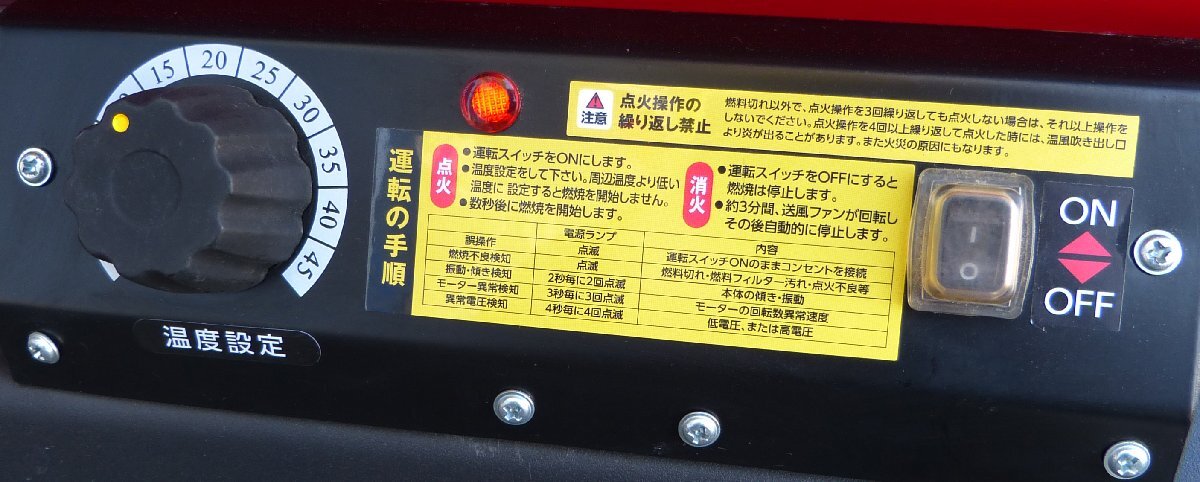 15
20
25
30
35
40
45
温度設定
注意
点火操作の
繰り返し禁止
燃料切れ以外で、点火操作を3回繰り返しても点火しない場合は、それ以上操作を
しないでください。点火操作を4回以上繰り返して点火した時には、温風吹き出し口
より炎が出ることがあります。また火災の原因にもなります。
運転の手順
点火
●運転スイッチをONにします。
●温度設定をして下さい。周辺温度より低い
温度に 設定すると燃焼を開始しません。
●数秒後に燃焼を開始します。
消火
●運転スイッチをOFFにすると
燃焼は停止します。
●約3分間、送風ファンが回転し
その後自動的に停止します。
電源ランプ 内容
誤操作 点滅 運転スイッチONのままコンセントを接続
燃焼不良検知 点滅 燃料切れ・燃料フィルター汚れ・点火不良等
振動・傾き検知 2秒毎に2回点滅 本体の傾き・振動
モーター異常検知 3秒毎に3回点滅 モーターの回転数異常速度
異常電圧検知 4秒毎に4回点滅 低電圧、または高電圧
ON
OFF